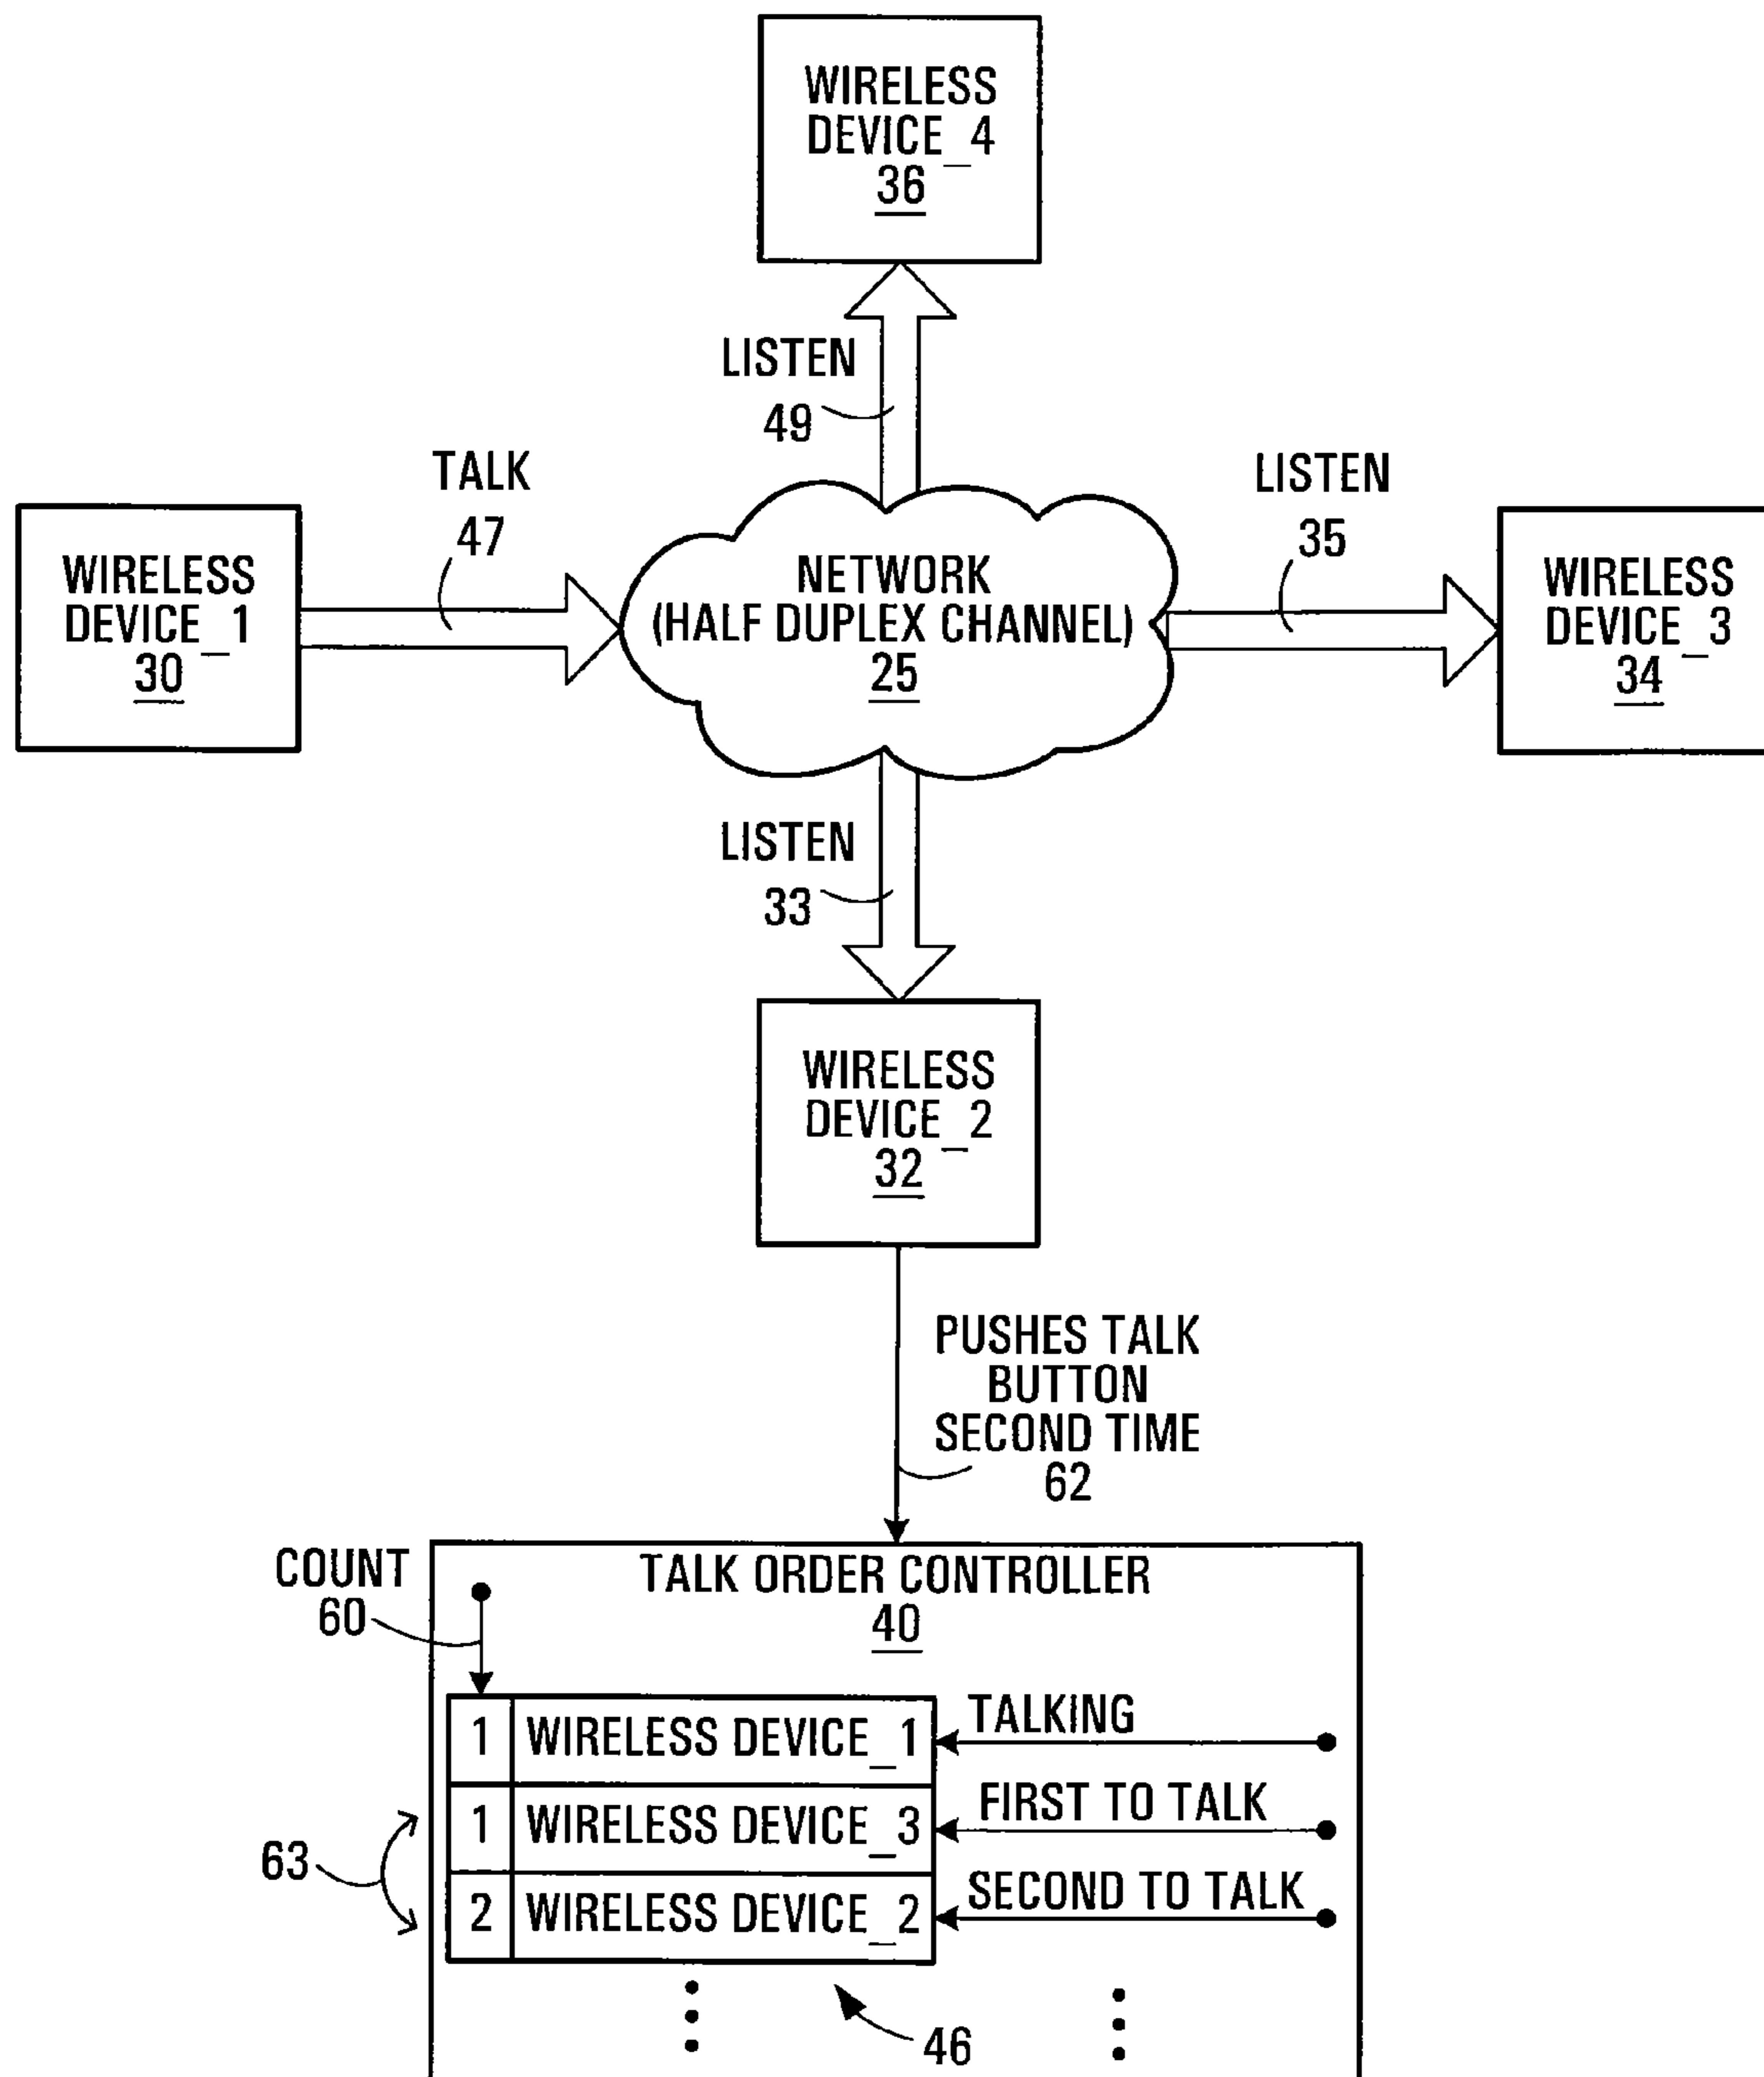 WIRELESS
DEVICE_4
36
LISTEN
49
TALK
47
LISTEN
35
WIRELESS
DEVICE_1
30
NETWORK
(HALF DUPLEX CHANNEL)
25
WIRELESS
DEVICE_3
34
LISTEN
33
WIRELESS
DEVICE_2
32
PUSHES TALK
BUTTON
SECOND TIME
62
COUNT
60
TALK ORDER CONTROLLER
40
1 WIRELESS DEVICE_1 TALKING
1 WIRELESS DEVICE_3 FIRST TO TALK
63
2 WIRELESS DEVICE_2 SECOND TO TALK
46